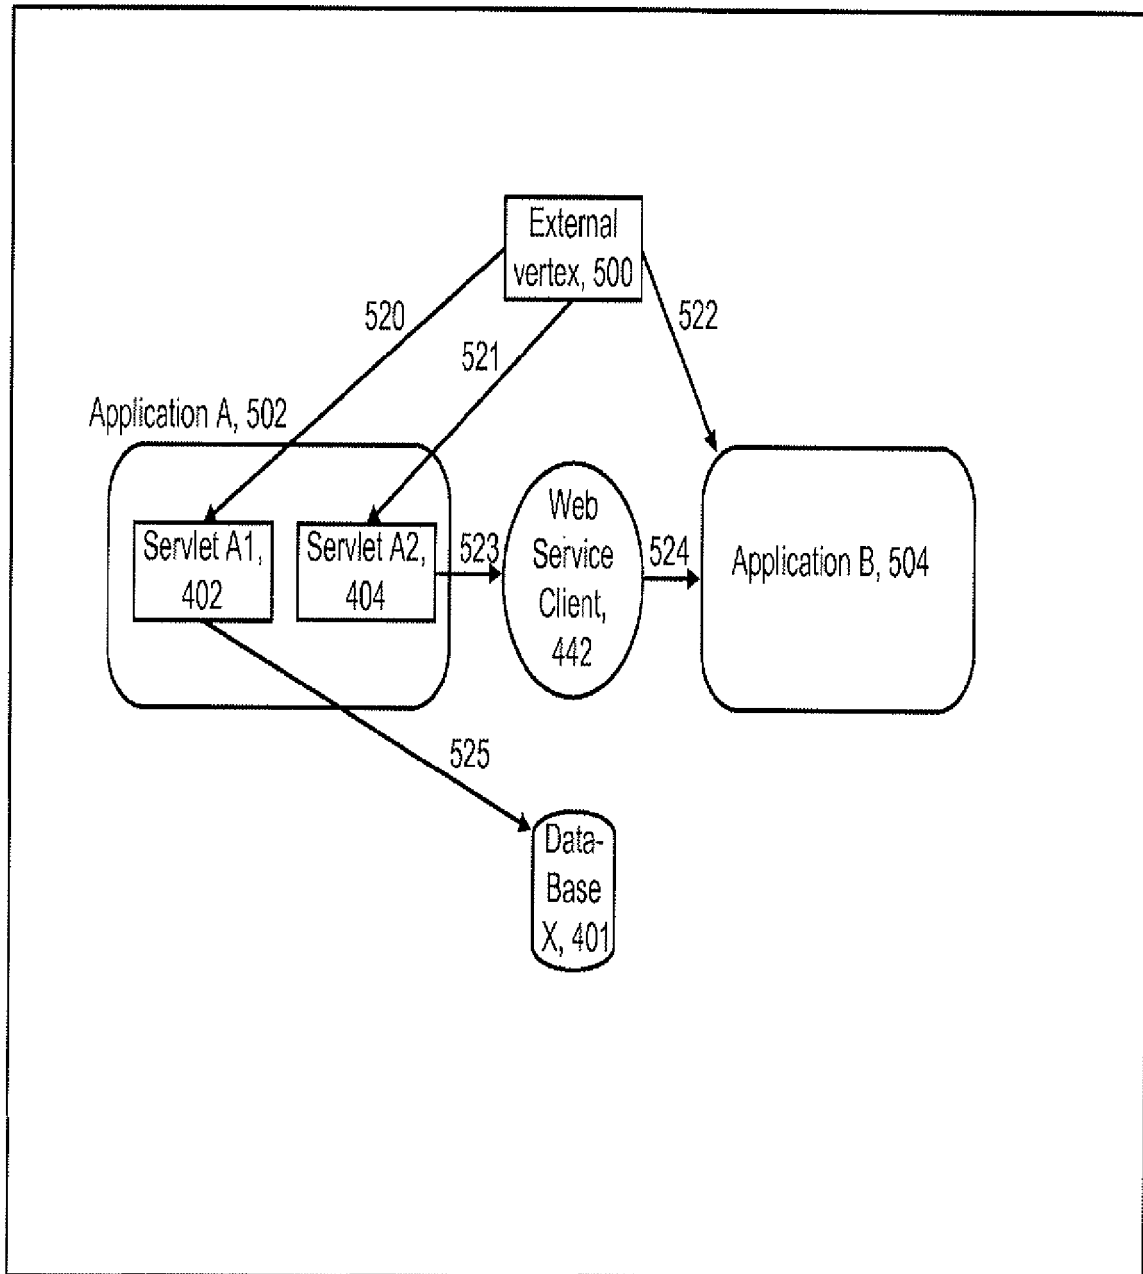 External
vertex, 500
520
521
522
Application A, 502
Servlet A1,
402
Servlet A2,
404
523
Web
Service
Client,
442
524
Application B, 504
525
Data-
Base
X, 401